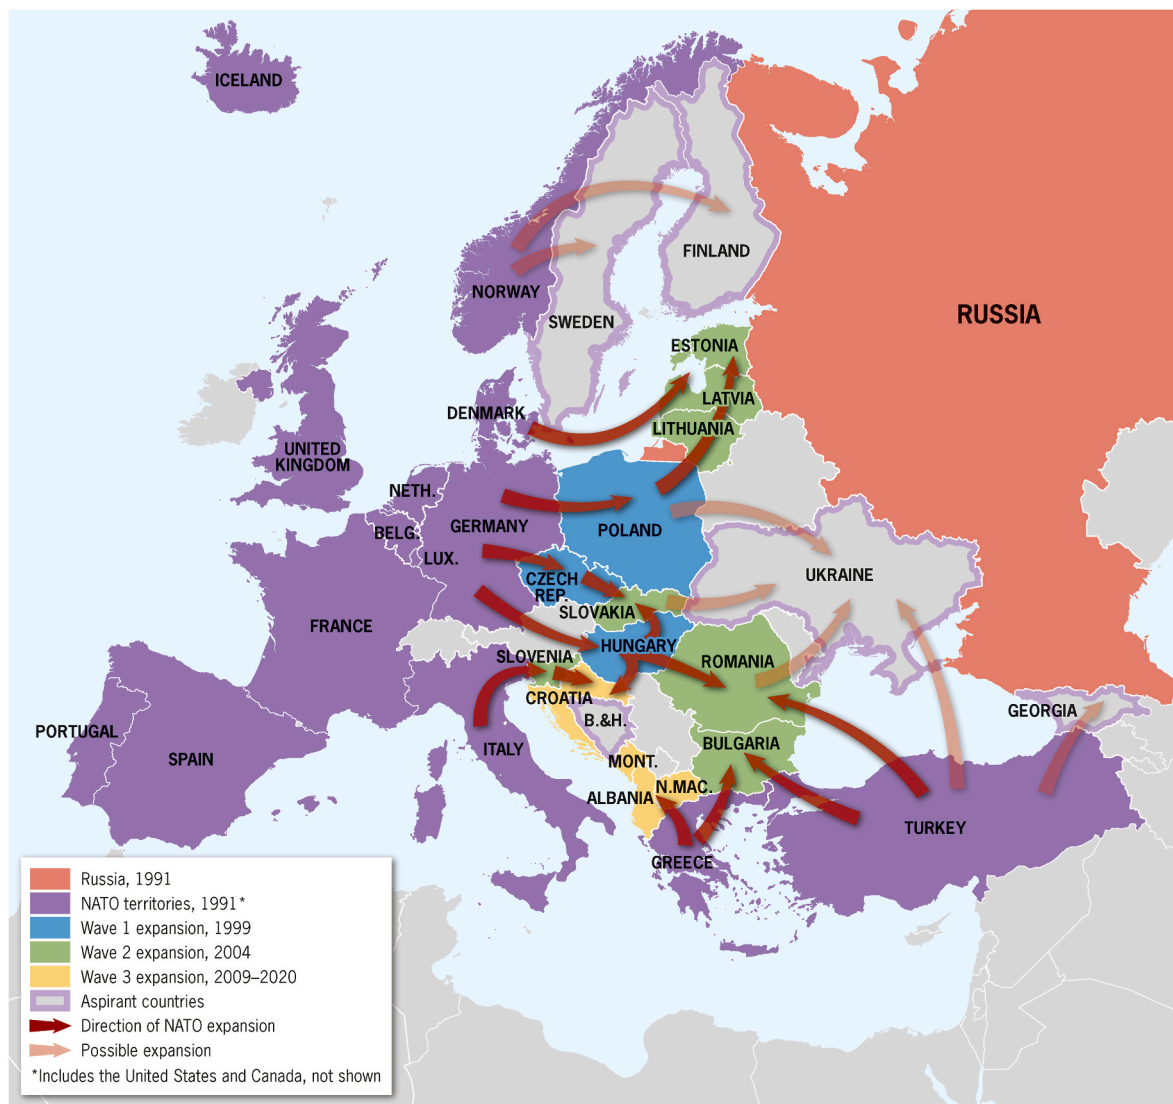 ICELAND
FINLAND
NORWAY
RUSSIA
SWEDEN
ESTONIA
LATVIA
DENMARK
LITHUANIA
UNITED
KINGDOM
NETH.
GERMANY
BELG.
POLAND
LUX.
CZECH
REP.
UKRAINE
SLOVAKIA
FRANCE
HUNGARY
SLOVENIA
ROMANIA
CROATIA
GEORGIA
B.&H.
PORTUGAL
ITALY
BULGARIA
SPAIN
MONT.
N.MAC.
ALBANIA
TURKEY
GREECE
Russia, 1991
NATO territories, 1991*
Wave 1 expansion, 1999
Wave 2 expansion, 2004
Wave 3 expansion, 2009–2020
Aspirant countries
Direction of NATO expansion
Possible expansion
*Includes the United States and Canada, not shown